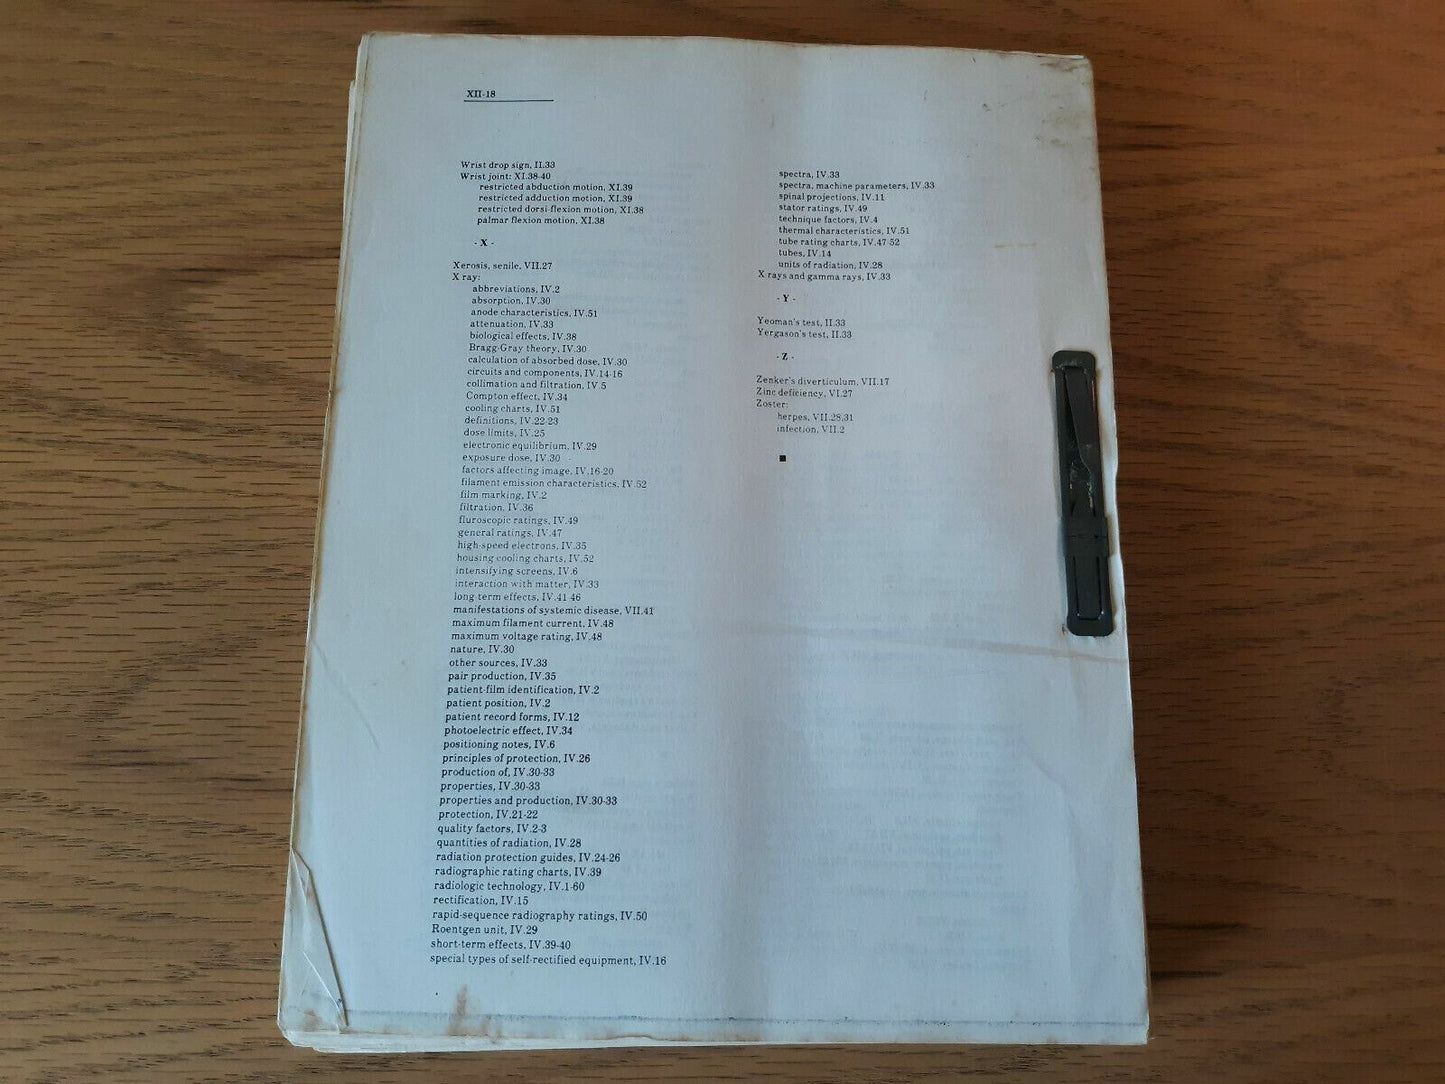 XII-18
Wrist drop sign, II.33
Wrist joint: XI.38-40
restricted abduction motion, XI.39
restricted adduction motion, XI.39
restricted dorsi-flexion motion, XI.38
palmar flexion motion, XI.38
- X -
Xerosis, senile, VII.27
X ray:
abbreviations, IV.2
absorption, IV.30
anode characteristics, IV.51
attenuation, IV.33
biological effects, IV.38
Bragg-Gray theory, IV.30
calculation of absorbed dose, IV.30
circuits and components, IV.14-16
collimation and filtration, IV.5
Compton effect, IV.34
cooling charts, IV.51
definitions, IV.22-23
dose limits, IV.25
electronic equilibrium, IV.29
exposure dose, IV.30
factors affecting image, IV.16-20
filament emission characteristics, IV.52
film marking, IV.2
filtration, IV.36
fluroscopic ratings, IV.49
general ratings, IV.47
high-speed electrons, IV.35
housing cooling charts, IV.52
intensifying screens, IV.6
interaction with matter, IV.33
long-term effects, IV.41-46
manifestations of systemic disease, VII.41
maximum filament current, IV.48
maximum voltage rating, IV.48
nature, IV.30
other sources, IV.33
pair production, IV.35
patient-film identification, IV.2
patient position, IV.2
patient record forms, IV.12
photoelectric effect, IV.34
positioning notes, IV.6
principles of protection, IV.26
production of, IV.30-33
properties, IV.30-33
properties and production, IV.30-33
protection, IV.21-22
quality factors, IV.2-3
quantities of radiation, IV.28
radiation protection guides, IV.24-26
radiographic rating charts, IV.39
radiologic technology, IV.1-60
rectification, IV.15
rapid-sequence radiography ratings, IV.50
Roentgen unit, IV.29
short-term effects, IV.39-40
special types of self-rectified equipment, IV.16
spectra, IV.33
spectra, machine parameters, IV.33
spinal projections, IV.11
stator ratings, IV.49
technique factors, IV.4
thermal characteristics, IV.51
tube rating charts, IV.47-52
tubes, IV.14
units of radiation, IV.28
X rays and gamma rays, IV.33
- Y -
Yeoman's test, II.33
Yergason's test, II.33
- Z -
Zenker's diverticulum, VII.17
Zinc deficiency, VI.27
Zoster:
herpes, VII.28,31
infection, VII.2